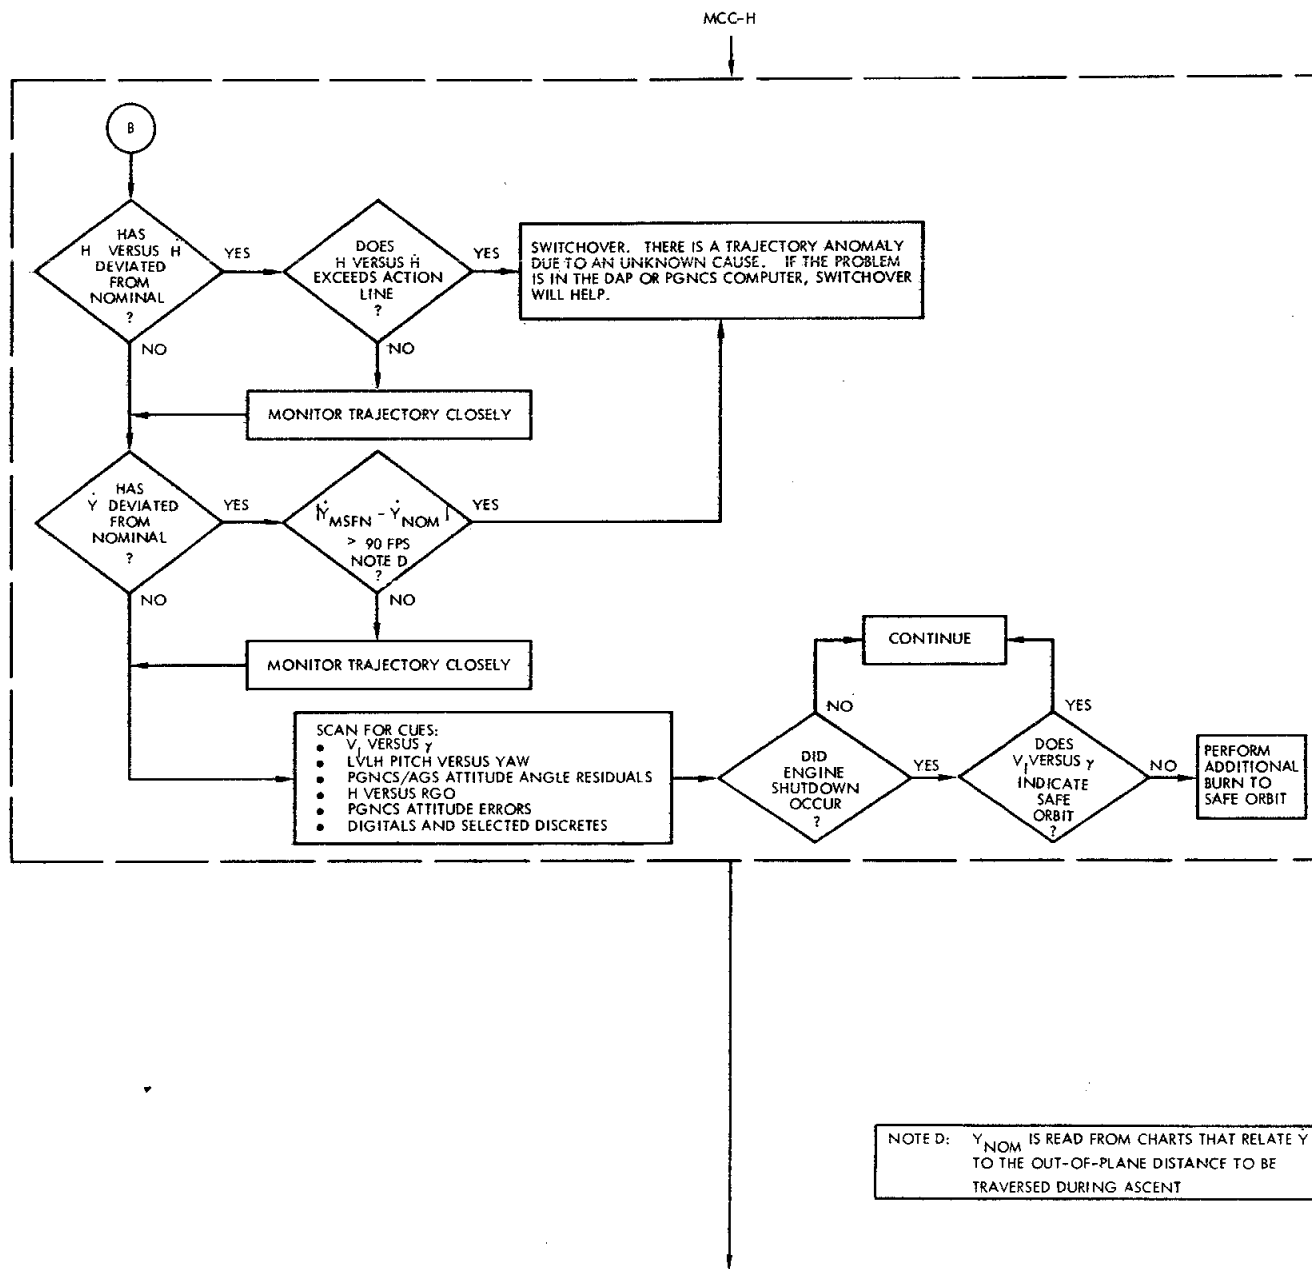 MCC-H
B
HAS
H VERSUS Ḣ
DEVIATED
FROM
NOMINAL
?
YES
NO
DOES
H VERSUS Ḣ
EXCEEDS ACTION
LINE
?
YES
NO
SWITCHOVER. THERE IS A TRAJECTORY ANOMALY
DUE TO AN UNKNOWN CAUSE. IF THE PROBLEM
IS IN THE DAP OR PGNCS COMPUTER, SWITCHOVER
WILL HELP.
MONITOR TRAJECTORY CLOSELY
HAS
Ẏ DEVIATED
FROM
NOMINAL
?
YES
NO
|Ẏ_MSFN - Ẏ_NOM|
> 90 FPS
NOTE D
?
YES
NO
MONITOR TRAJECTORY CLOSELY
SCAN FOR CUES:
• V_I VERSUS γ
• LVLH PITCH VERSUS YAW
• PGNCS/AGS ATTITUDE ANGLE RESIDUALS
• H VERSUS RGO
• PGNCS ATTITUDE ERRORS
• DIGITALS AND SELECTED DISCRETES
DID
ENGINE
SHUTDOWN
OCCUR
?
NO
YES
CONTINUE
DOES
V_I VERSUS γ
INDICATE
SAFE
ORBIT
?
YES
NO
PERFORM
ADDITIONAL
BURN TO
SAFE ORBIT
NOTE D: Y_NOM IS READ FROM CHARTS THAT RELATE Y
TO THE OUT-OF-PLANE DISTANCE TO BE
TRAVERSED DURING ASCENT